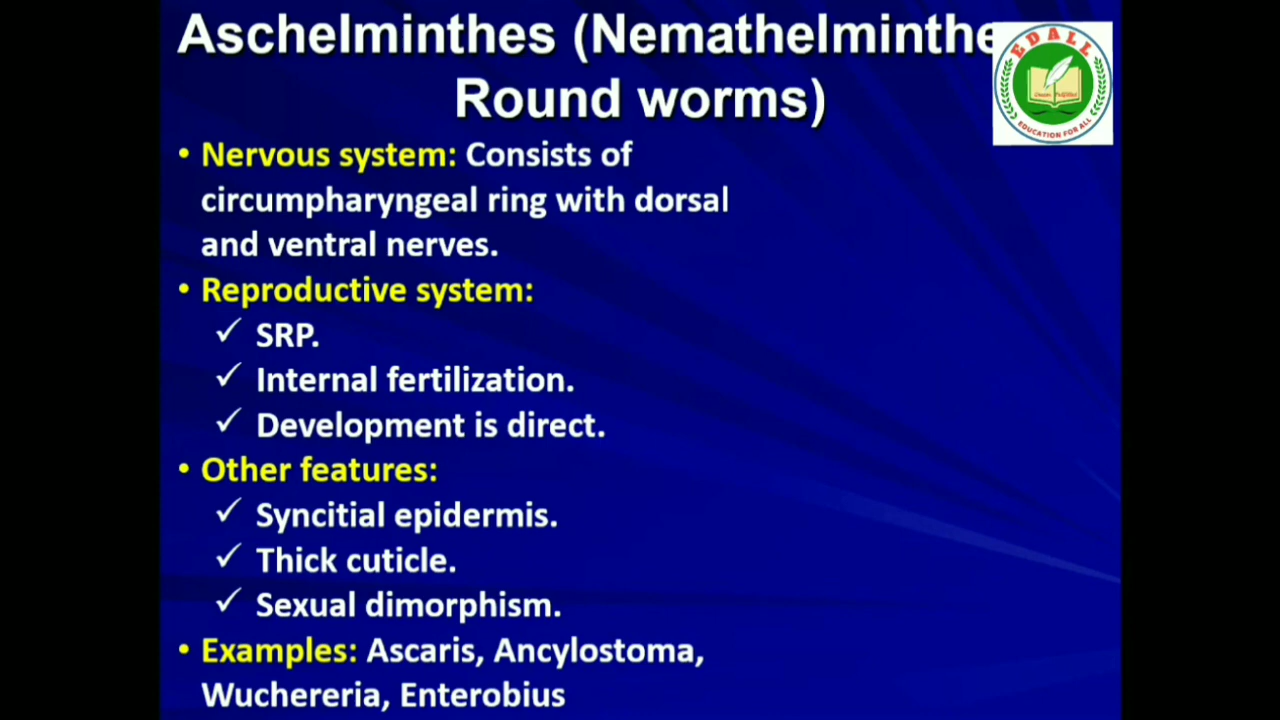 Aschelminthes (Nemathelminthe
Round worms)
EDALL
EDUCATION FOR ALL
• Nervous system: Consists of
circumpharyngeal ring with dorsal
and ventral nerves.
• Reproductive system:
✓ SRP.
✓ Internal fertilization.
✓ Development is direct.
• Other features:
✓ Syncitial epidermis.
✓ Thick cuticle.
✓ Sexual dimorphism.
• Examples: Ascaris, Ancylostoma,
Wuchereria, Enterobius